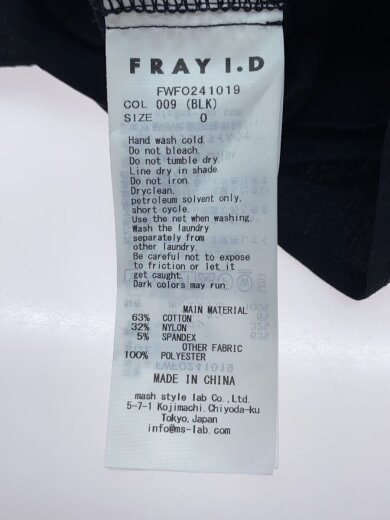 FRAY I.D
FWFO241019
COL 009 (BLK)
SIZE 0
Hand wash cold.
Do not bleach.
Do not tumble dry.
Line dry in shade.
Do not iron.
Dryclean.
petroleum solvent only.
short cycle.
Use the net when washing.
Wash the laundry
separately from
other laundry.
Be careful not to expose
to friction or let it
get caught.
Dark colors may run.
MAIN MATERIAL
63% COTTON
32% NYLON
5% SPANDEX
OTHER FABRIC
100% POLYESTER
MADE IN CHINA
mash style lab Co.,Ltd.
5-7-1 Kojimachi,Chiyoda-ku
Tokyo,Japan
info@ms-lab.com